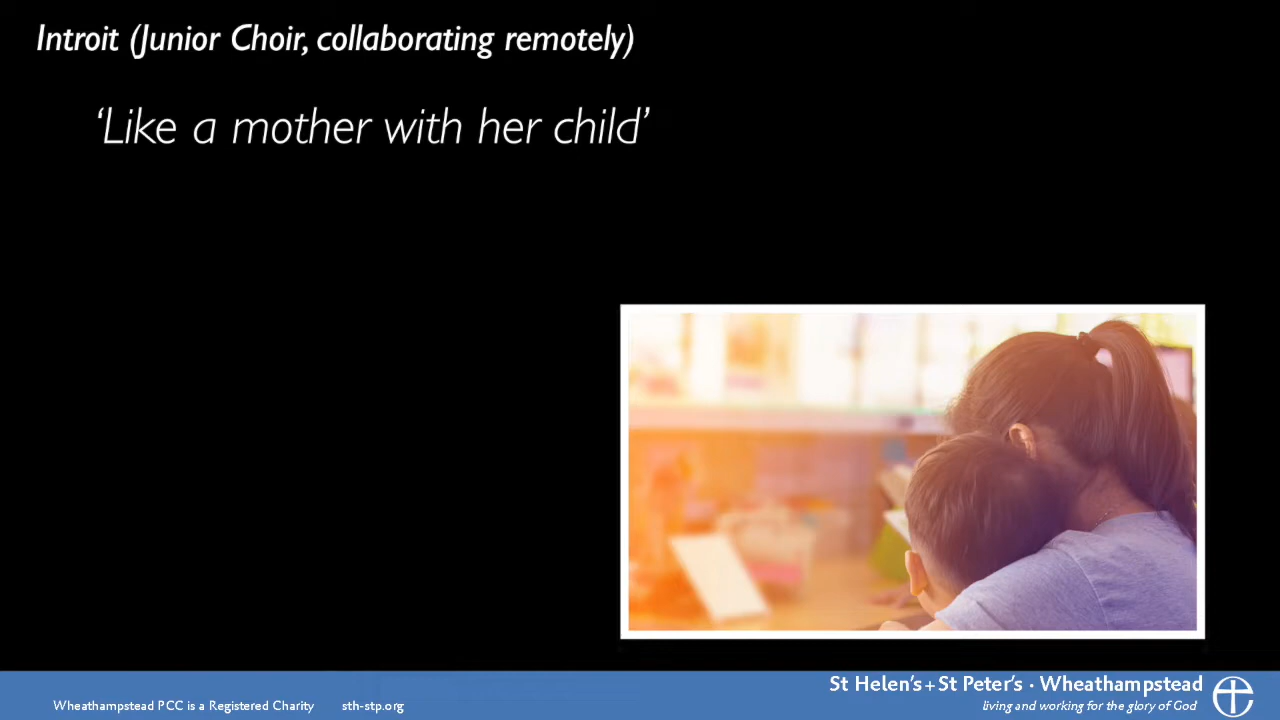 Introit (Junior Choir, collaborating remotely)
‘Like a mother with her child’
St Helen's + St Peter's · Wheathampstead
living and working for the glory of God
Wheathampstead PCC is a Registered Charity sth-stp.org